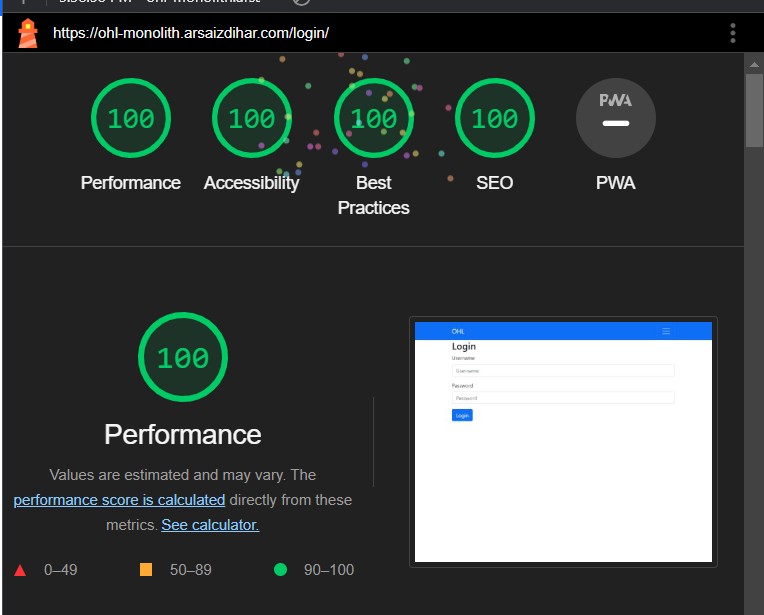 https://ohl-monolith.arsaizdihar.com/login/
100 100 100 100 PWA
Performance Accessibility Best Practices SEO PWA
100
Performance
Values are estimated and may vary. The
performance score is calculated directly from these
metrics. See calculator.
0–49 50–89 90–100
OHL
Login
Username
Username
Password
Password
Login